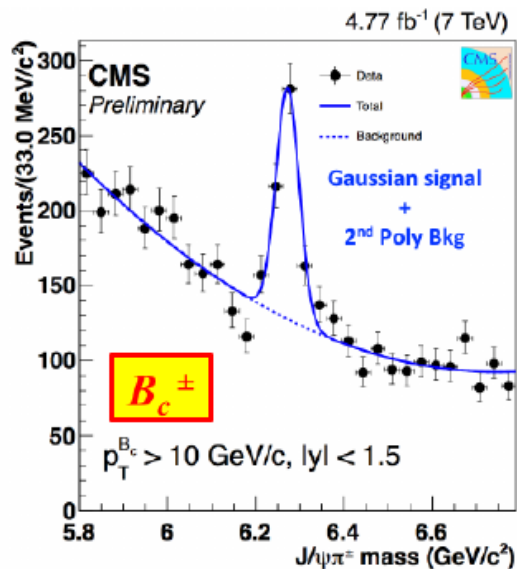 4.77 fb⁻¹ (7 TeV)
Events/(33.0 MeV/c²)
300
250
200
150
100
50
0
CMS
Preliminary
Data
Total
Background
CMS
Gaussian signal
+
2nd Poly Bkg
B_c ±
p_T^{B_c} > 10 GeV/c, |y| < 1.5
5.8 6 6.2 6.4 6.6
J/ψπ± mass (GeV/c²)